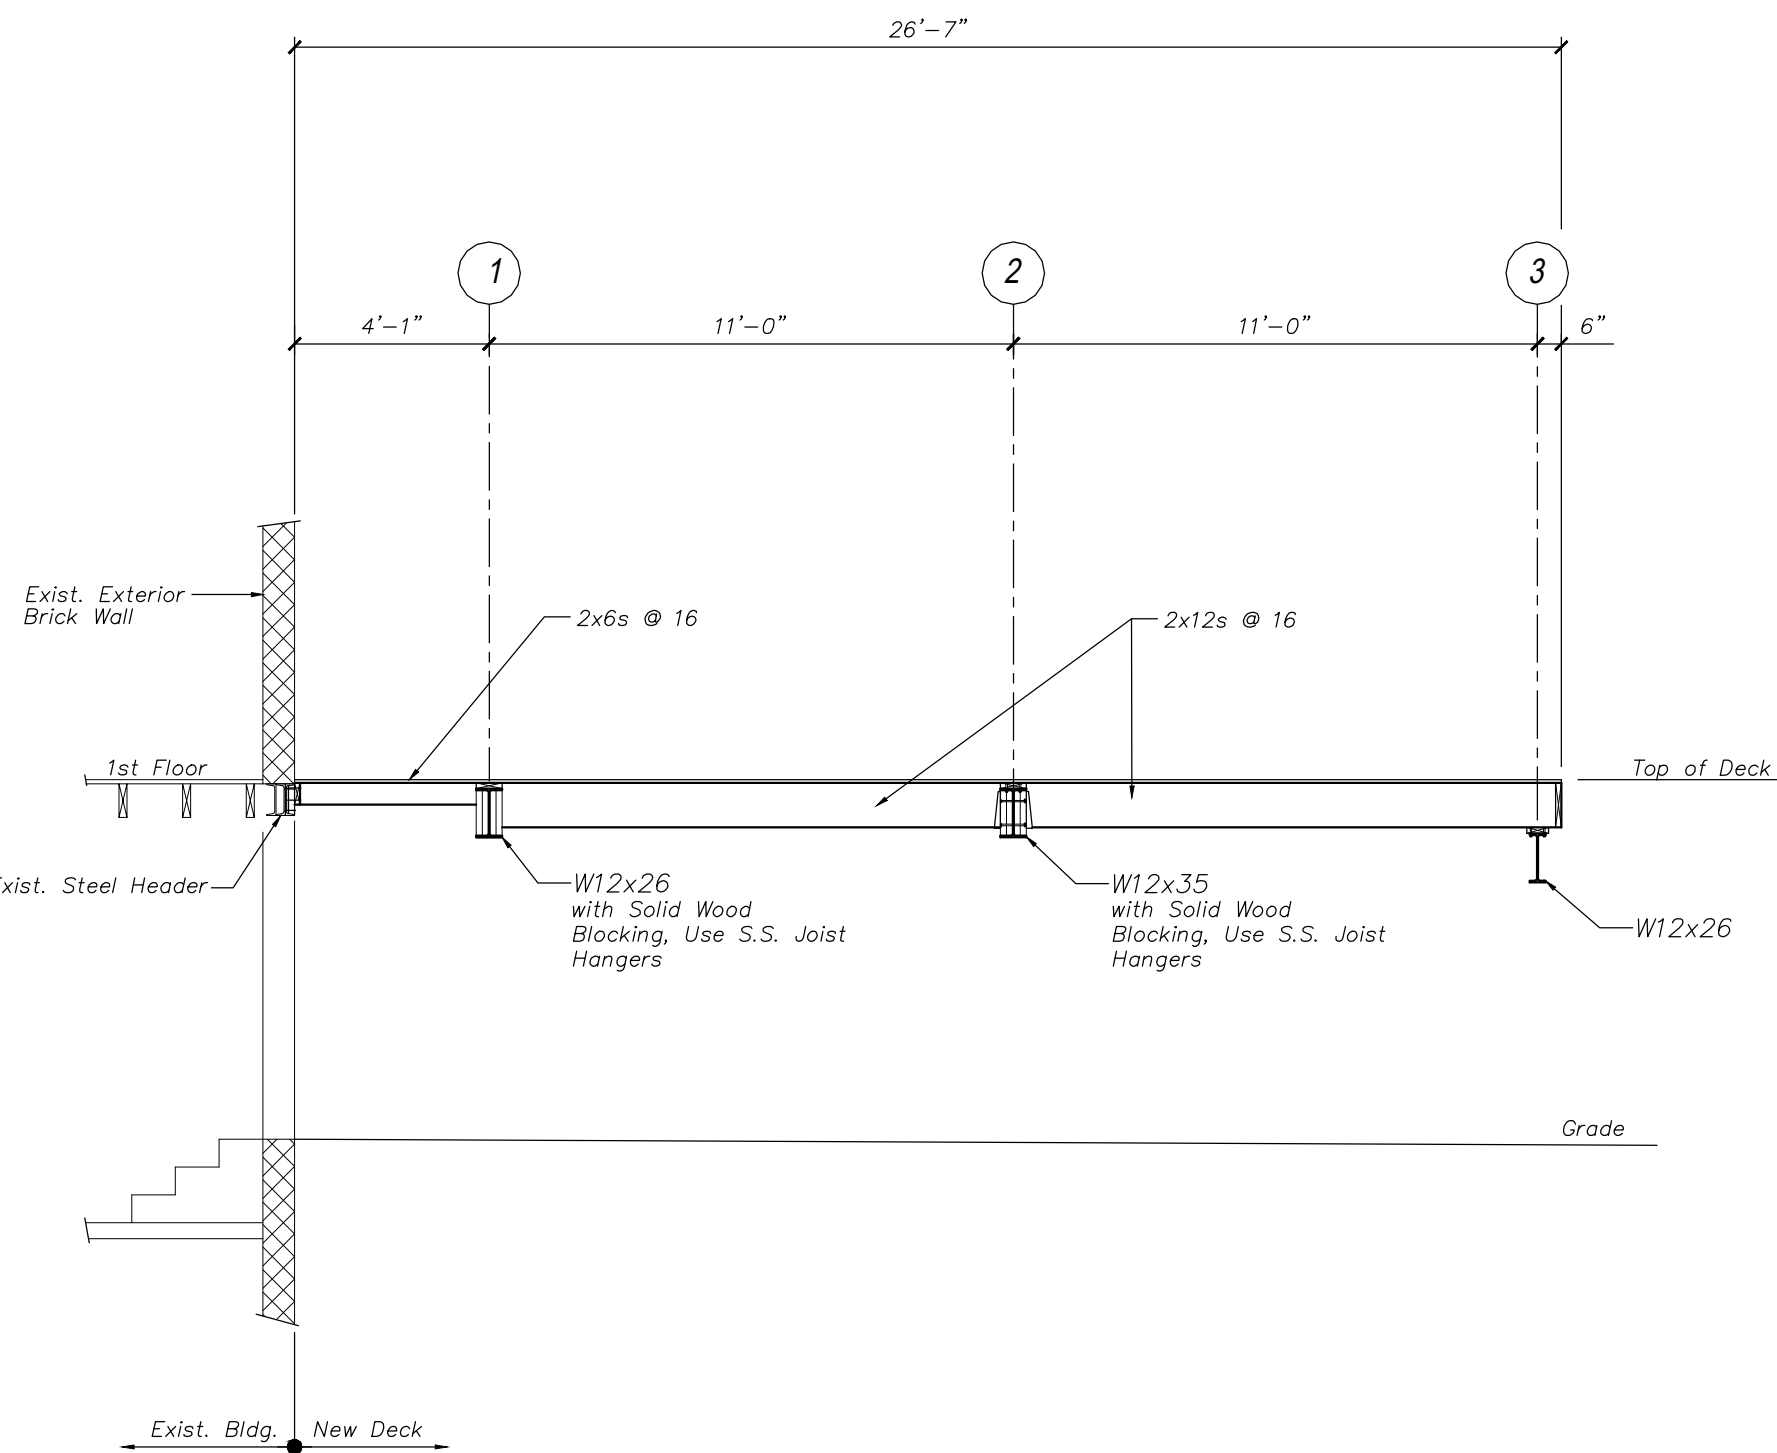 26'-7"
1
2
3
4'-1"
11'-0"
11'-0"
6"
Exist. Exterior
Brick Wall
2x6s @ 16
2x12s @ 16
1st Floor
Top of Deck
Exist. Steel Header
W12x26
with Solid Wood
Blocking, Use S.S. Joist
Hangers
W12x35
with Solid Wood
Blocking, Use S.S. Joist
Hangers
W12x26
Grade
Exist. Bldg.
New Deck